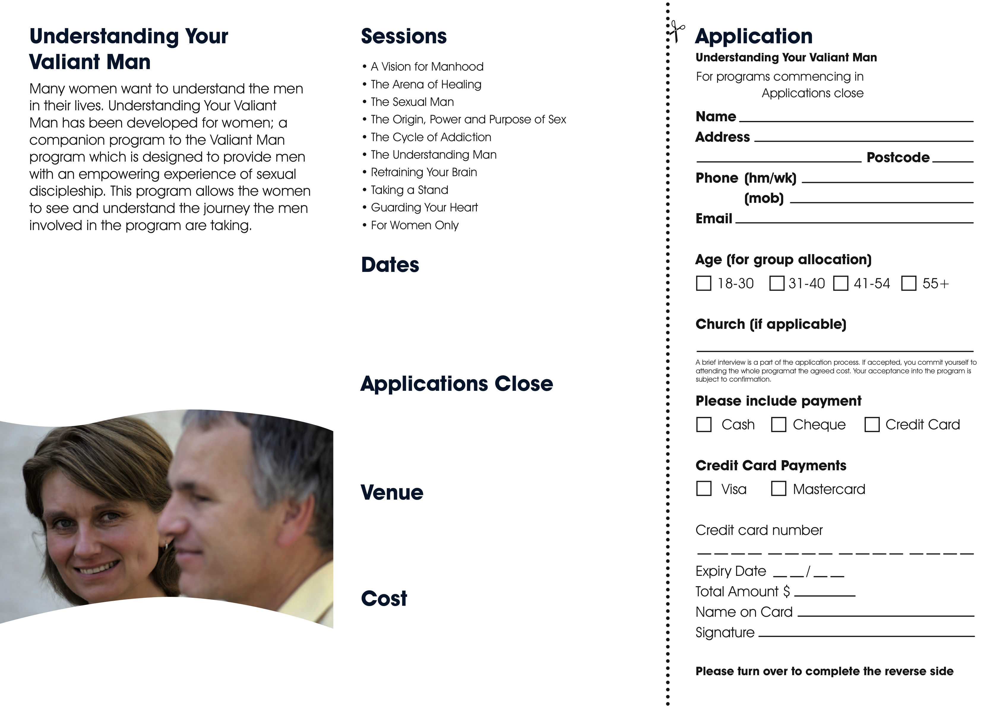 Understanding Your
Valiant Man
Many women want to understand the men
in their lives. Understanding Your Valiant
Man has been developed for women; a
companion program to the Valiant Man
program which is designed to provide men
with an empowering experience of sexual
discipleship. This program allows the women
to see and understand the journey the men
involved in the program are taking.
Sessions
• A Vision for Manhood
• The Arena of Healing
• The Sexual Man
• The Origin, Power and Purpose of Sex
• The Cycle of Addiction
• The Understanding Man
• Retraining Your Brain
• Taking a Stand
• Guarding Your Heart
• For Women Only
Dates
Applications Close
Venue
Cost
Application
Understanding Your Valiant Man
For programs commencing in
Applications close
Name
Address
Postcode
Phone (hm/wk)
(mob)
Email
Age (for group allocation)
18-30 31-40 41-54 55+
Church (if applicable)
A brief interview is a part of the application process. If accepted, you commit yourself to
attending the whole programat the agreed cost. Your acceptance into the program is
subject to confirmation.
Please include payment
Cash Cheque Credit Card
Credit Card Payments
Visa Mastercard
Credit card number
Expiry Date __ __/__ __
Total Amount $
Name on Card
Signature
Please turn over to complete the reverse side